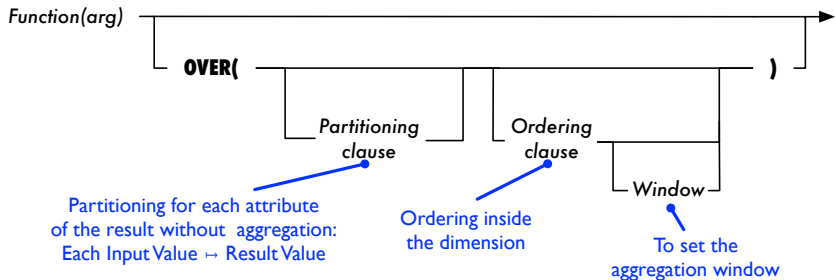 Function(arg)
OVER(
)
Partitioning
clause
Ordering
clause
Window
Partitioning for each attribute
of the result without aggregation:
Each Input Value ↦ Result Value
Ordering inside
the dimension
To set the
aggregation window